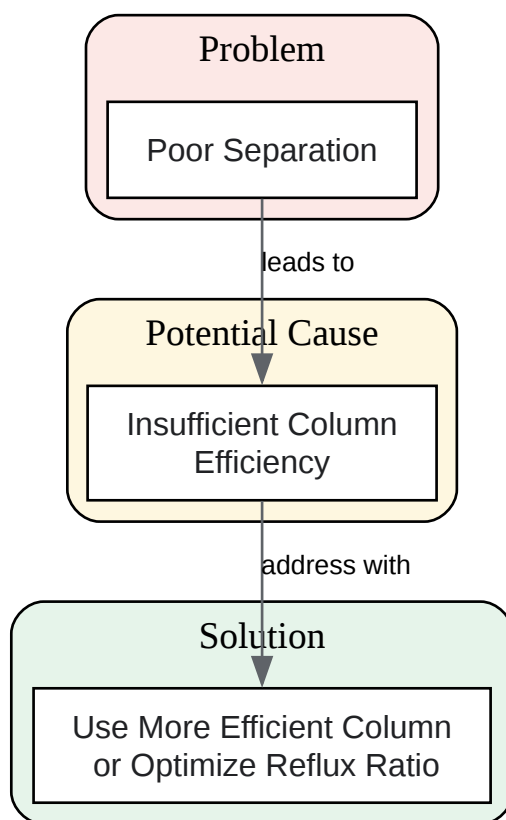 Problem
Poor Separation
leads to
Potential Cause
Insufficient Column
Efficiency
address with
Solution
Use More Efficient Column
or Optimize Reflux Ratio